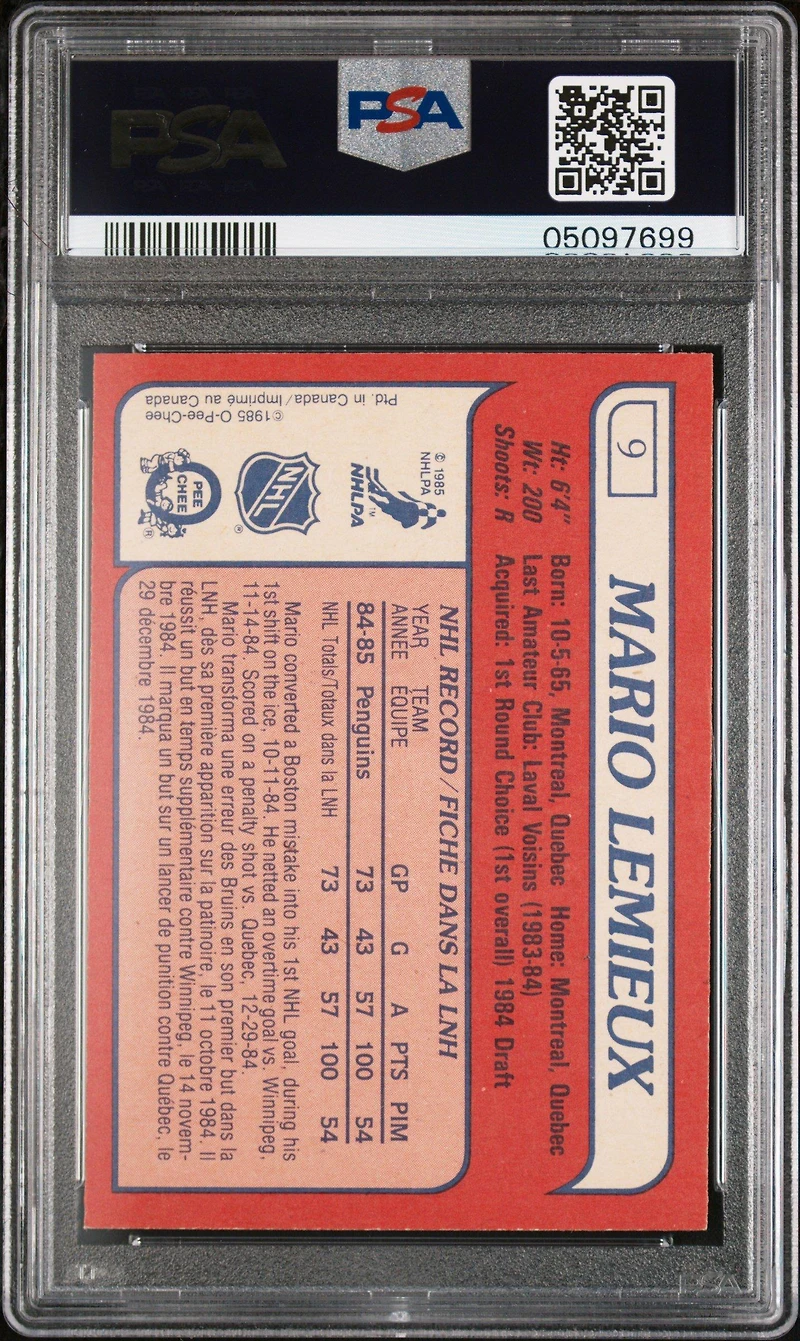 PSA
PSA
05097699
9
MARIO LEMIEUX
Ht: 6'4" Born: 10-5-65, Montreal, Quebec Home: Montreal, Quebec
Wt: 200 Last Amateur Club: Laval Voisins (1983-84)
Shoots: R Acquired: 1st Round Choice (1st overall) 1984 Draft
© 1985
NHLPA
NHLPA
TM
NHL
®
PEE
CHEE
®
©1985 O-Pee-Chee
Ptd. in Canada/Imprimé au Canada
NHL RECORD/FICHE DANS LA LNH
YEAR TEAM
ANNEE EQUIPE GP G A PTS PIM
84-85 Penguins 73 43 57 100 54
NHL Totals/Totaux dans la LNH 73 43 57 100 54
Mario converted a Boston mistake into his 1st NHL goal, during his
1st shift on the ice, 10-11-84. He netted an overtime goal vs. Winnipeg,
11-14-84. Scored on a penalty shot vs. Quebec, 12-29-84.
Mario transforma une erreur des Bruins en son premier but dans la
LNH, dès sa première apparition sur la patinoire, le 11 octobre 1984. Il
réussit un but en temps supplémentaire contre Winnipeg, le 14 novem-
bre 1984. Il marqua un but sur un lancer de punition contre Québec, le
29 décembre 1984.